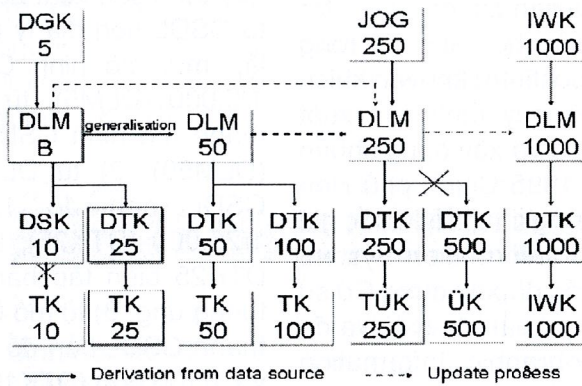 DGK
5
JOG
250
IWK
1000
DLM
B
generalisation
DLM
50
DLM
250
DLM
1000
DSK
10
DTK
25
DTK
50
DTK
100
DTK
250
DTK
500
DTK
1000
TK
10
TK
25
TK
50
TK
100
TÜK
250
ÜK
500
IWK
1000
Derivation from data source
Update proßess